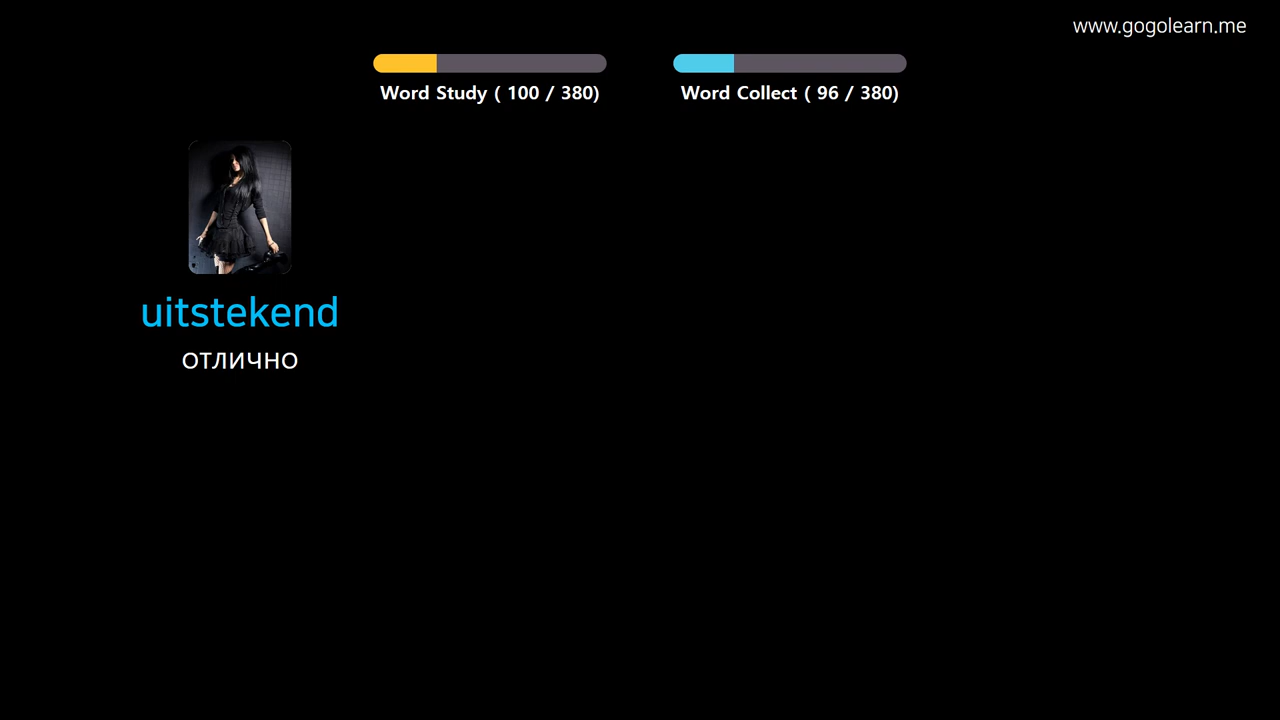 www.gogolearn.me
Word Study ( 100 / 380)
Word Collect ( 96 / 380)
uitstekend
отлично